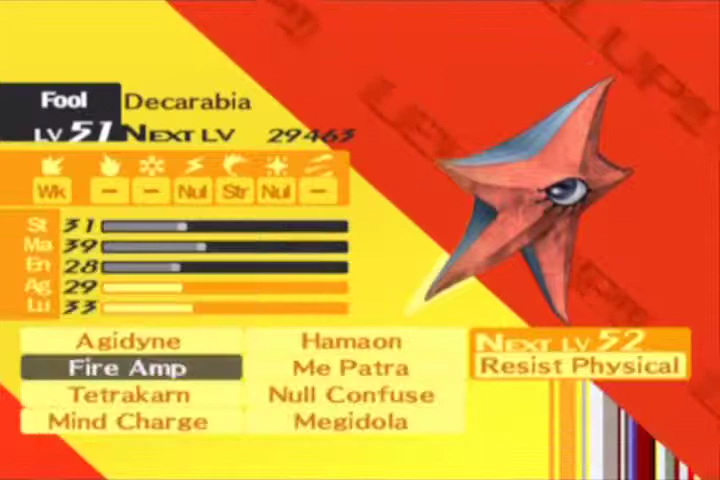 Fool Decarabia
LV 51 NEXT LV 29463
Wk – – Nul Str Nul –
St 31
Ma 39
En 28
Ag 29
Lu 33
Agidyne Hamaon
Fire Amp Me Patra
Tetrakarn Null Confuse
Mind Charge Megidola
NEXT LV 52
Resist Physical